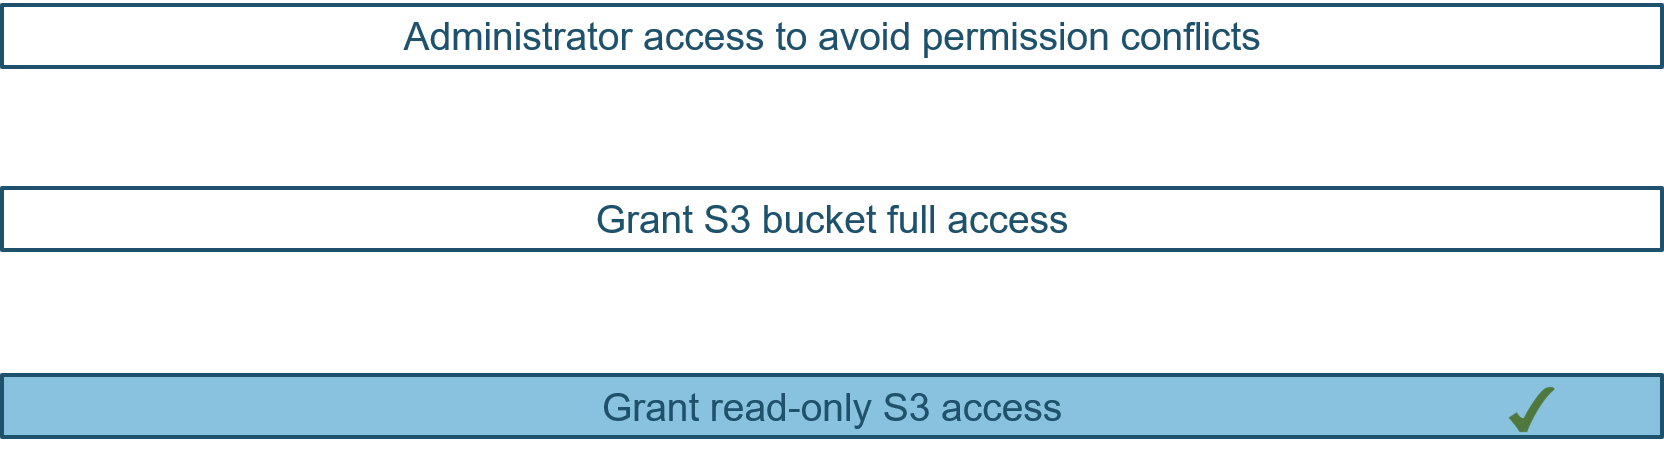 Administrator access to avoid permission conflicts
Grant S3 bucket full access
Grant read-only S3 access